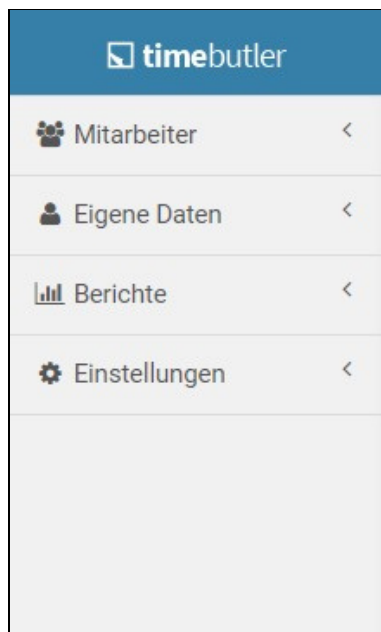 timebutler
Mitarbeiter
Eigene Daten
Berichte
Einstellungen